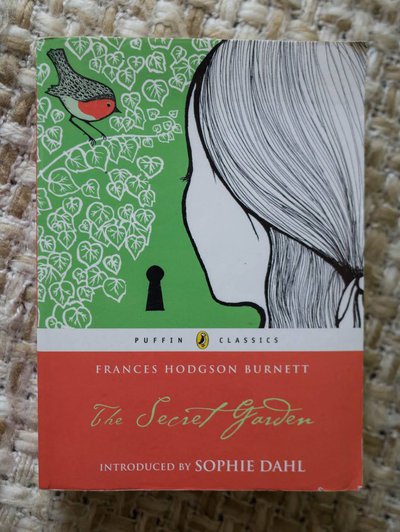 PUFFIN CLASSICS
FRANCES HODGSON BURNETT
The Secret Garden
INTRODUCED BY SOPHIE DAHL